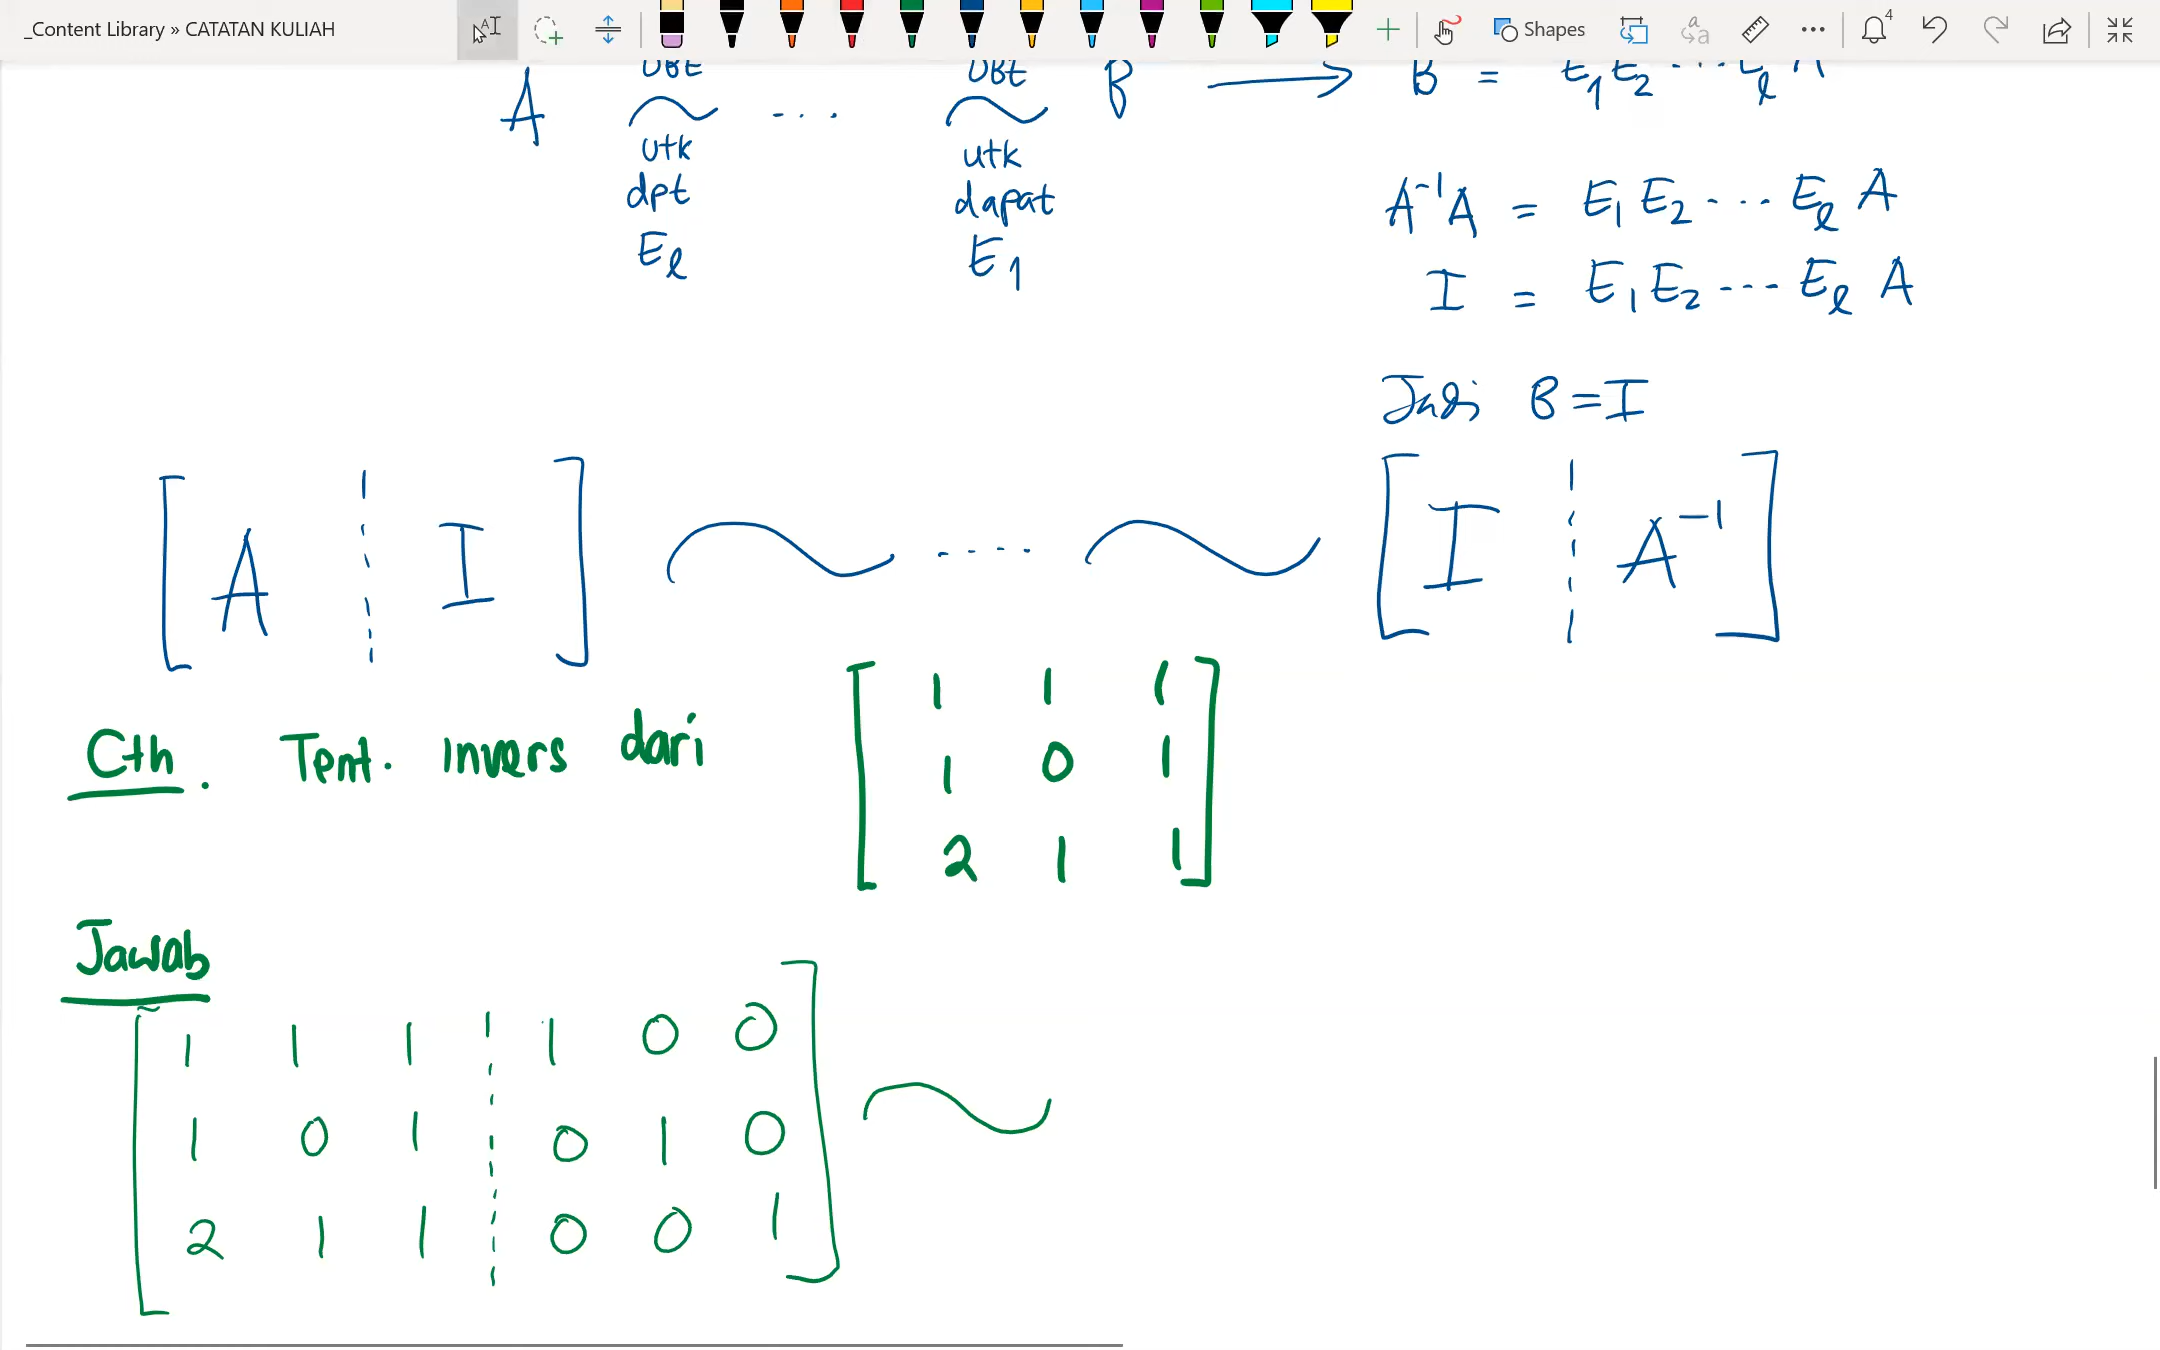 _Content Library » CATATAN KULIAH
Shapes
4
A OBE ... OBE B → B = E1 E2 ... Eℓ A
utk utk
dpt dapat
Eℓ E1
A⁻¹A = E1 E2 ... Eℓ A
I = E1 E2 ... Eℓ A
Jadi B = I
[ A ¦ I ] ~ .... ~ [ I ¦ A⁻¹ ]
Cth. Tent. invers dari
1 1 1
1 0 1
2 1 1
Jawab
1 1 1 ¦ 1 0 0
1 0 1 ¦ 0 1 0 ~
2 1 1 ¦ 0 0 1